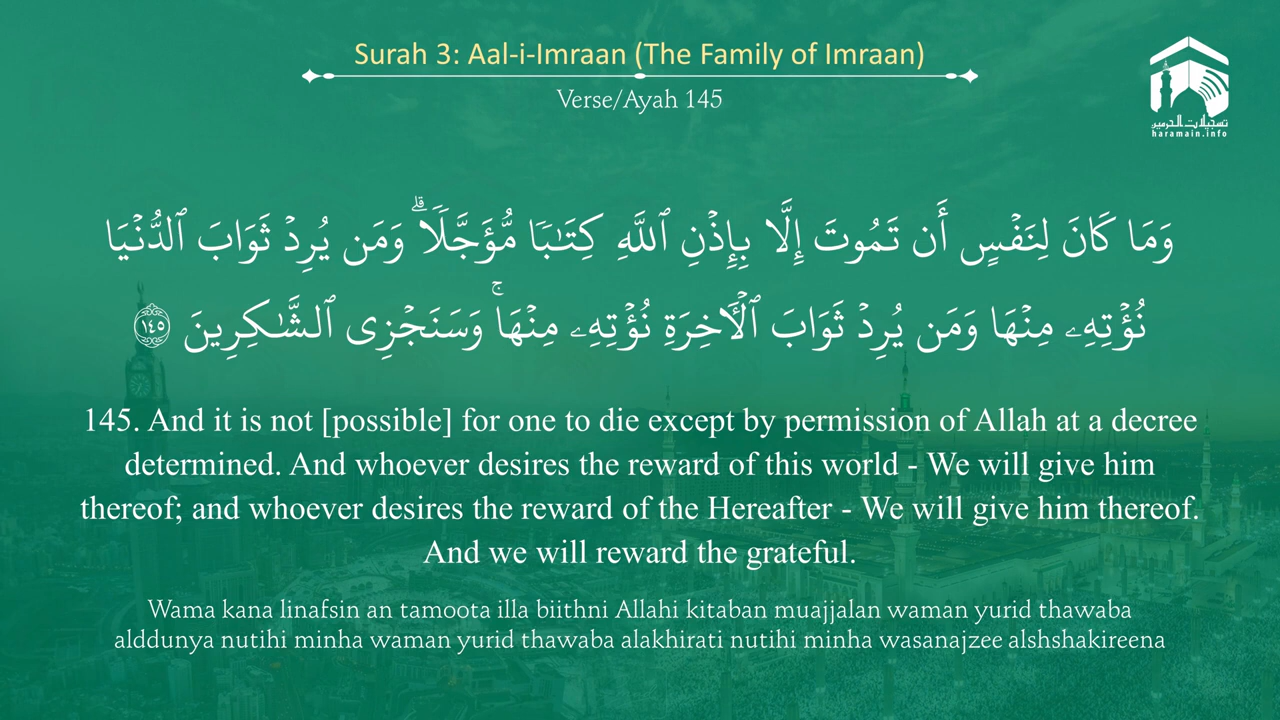 Surah 3: Aal-i-Imraan (The Family of Imraan)
Verse/Ayah 145
تسجيلات الحرمين
haramain.info
وَمَا كَانَ لِنَفْسٍ أَن تَمُوتَ إِلَّا بِإِذْنِ ٱللَّهِ كِتَـٰبًا مُّؤَجَّلًا ۗ وَمَن يُرِدْ ثَوَابَ ٱلدُّنْيَا
نُؤْتِهِۦ مِنْهَا وَمَن يُرِدْ ثَوَابَ ٱلْـَٔاخِرَةِ نُؤْتِهِۦ مِنْهَا ۚ وَسَنَجْزِى ٱلشَّـٰكِرِينَ ١٤٥
145. And it is not [possible] for one to die except by permission of Allah at a decree
determined. And whoever desires the reward of this world - We will give him
thereof; and whoever desires the reward of the Hereafter - We will give him thereof.
And we will reward the grateful.
Wama kana linafsin an tamoota illa biithni Allahi kitaban muajjalan waman yurid thawaba
alddunya nutihi minha waman yurid thawaba alakhirati nutihi minha wasanajzee alshshakireena